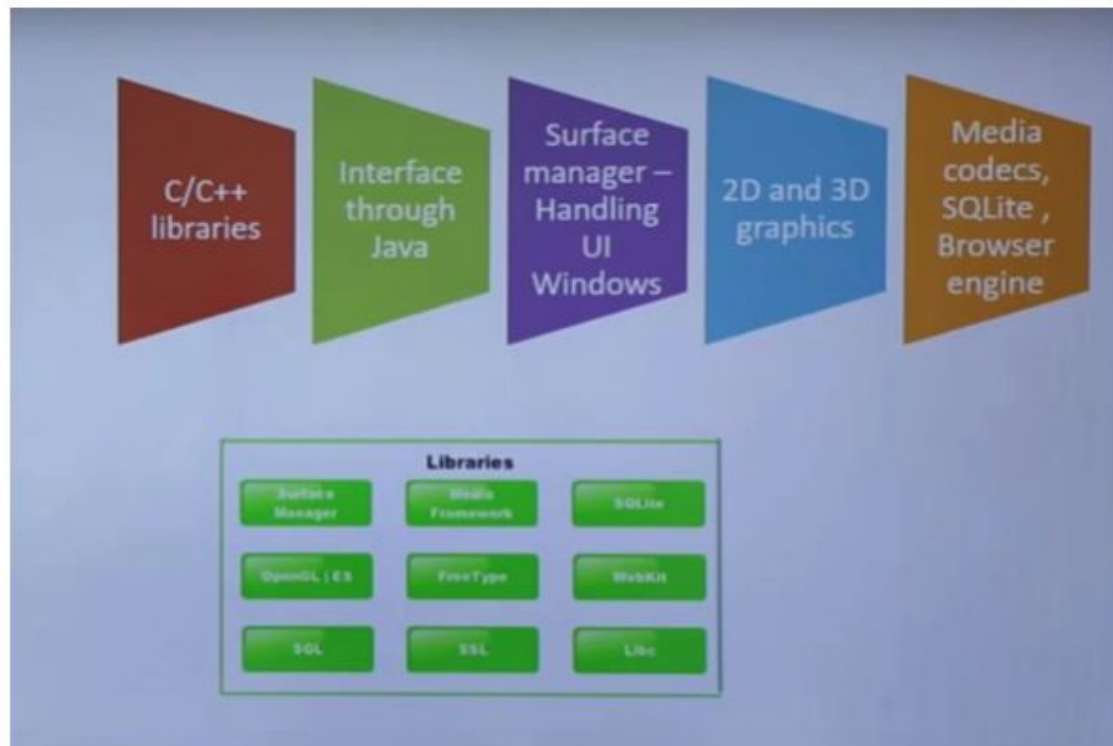 C/C++
libraries
Interface
through
Java
Surface
manager –
Handling
UI
Windows
2D and 3D
graphics
Media
codecs,
SQLite ,
Browser
engine
Libraries
Surface
Manager
Media
Framework
SQLite
OpenGL | ES
FreeType
WebKit
SGL
SSL
Libc